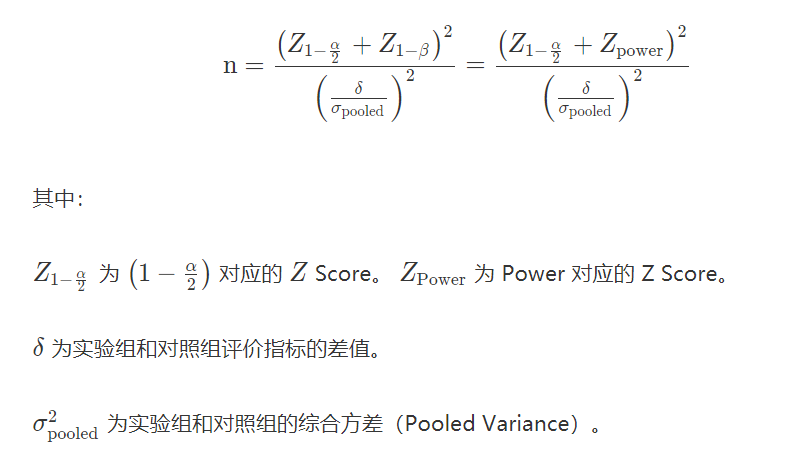 $$\mathrm{n} = \frac{\left(Z_{1-\frac{\alpha}{2}} + Z_{1-\beta}\right)^2}{\left(\frac{\delta}{\sigma_{\text{pooled}}}\right)^2} = \frac{\left(Z_{1-\frac{\alpha}{2}} + Z_{\text{power}}\right)^2}{\left(\frac{\delta}{\sigma_{\text{pooled}}}\right)^2}$$
其中：
$Z_{1-\frac{\alpha}{2}}$ 为 $\left(1-\frac{\alpha}{2}\right)$ 对应的 $Z$ Score。 $Z_{\text{Power}}$ 为 Power 对应的 Z Score。
$\delta$ 为实验组和对照组评价指标的差值。
$\sigma^2_{\text{pooled}}$ 为实验组和对照组的综合方差（Pooled Variance）。